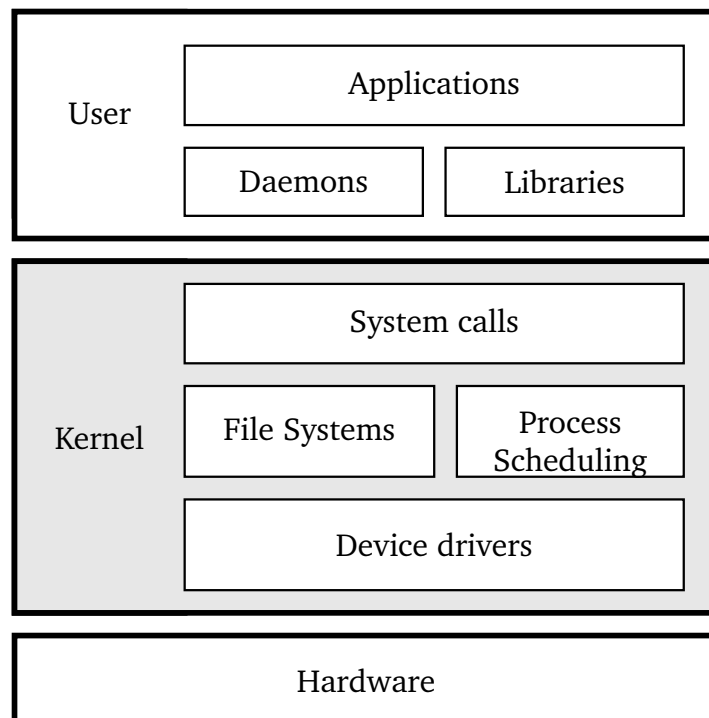 User
Applications
Daemons
Libraries
Kernel
System calls
File Systems
Process
Scheduling
Device drivers
Hardware